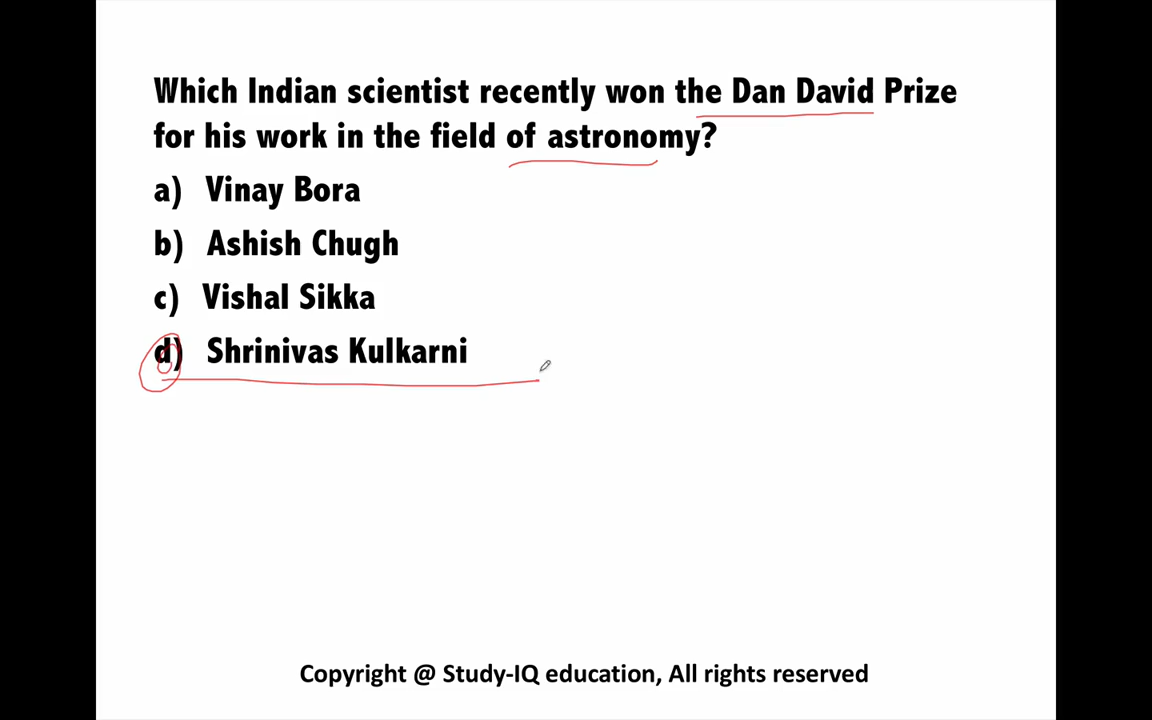 Which Indian scientist recently won the Dan David Prize
for his work in the field of astronomy?
a) Vinay Bora
b) Ashish Chugh
c) Vishal Sikka
d) Shrinivas Kulkarni
Copyright @ Study-IQ education, All rights reserved